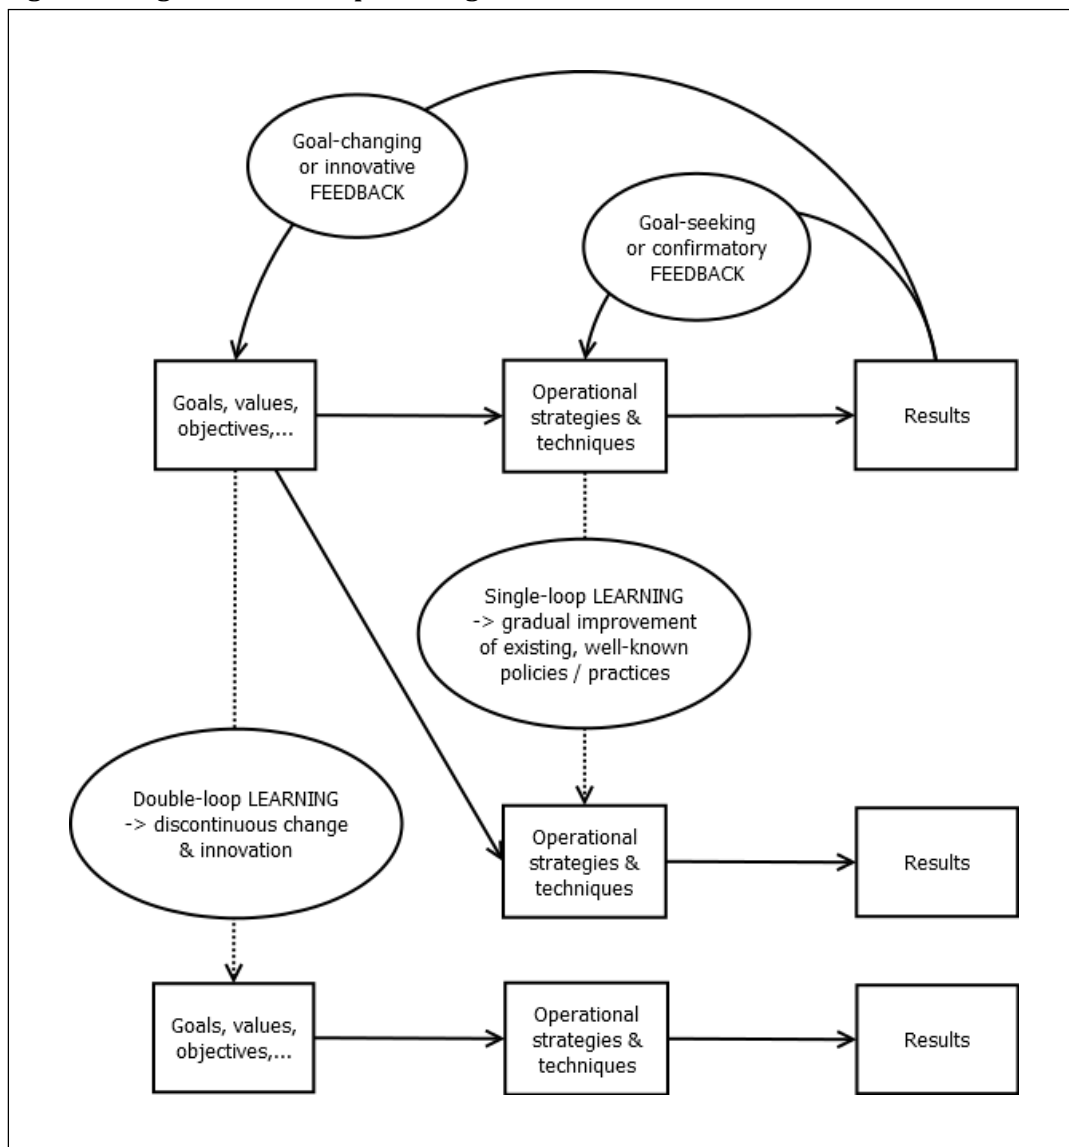 Goal-changing
or innovative
FEEDBACK
Goal-seeking
or confirmatory
FEEDBACK
Goals, values,
objectives,...
Operational
strategies &
techniques
Results
Single-loop LEARNING
-> gradual improvement
of existing, well-known
policies / practices
Double-loop LEARNING
-> discontinuous change
& innovation
Operational
strategies &
techniques
Results
Goals, values,
objectives,...
Operational
strategies &
techniques
Results